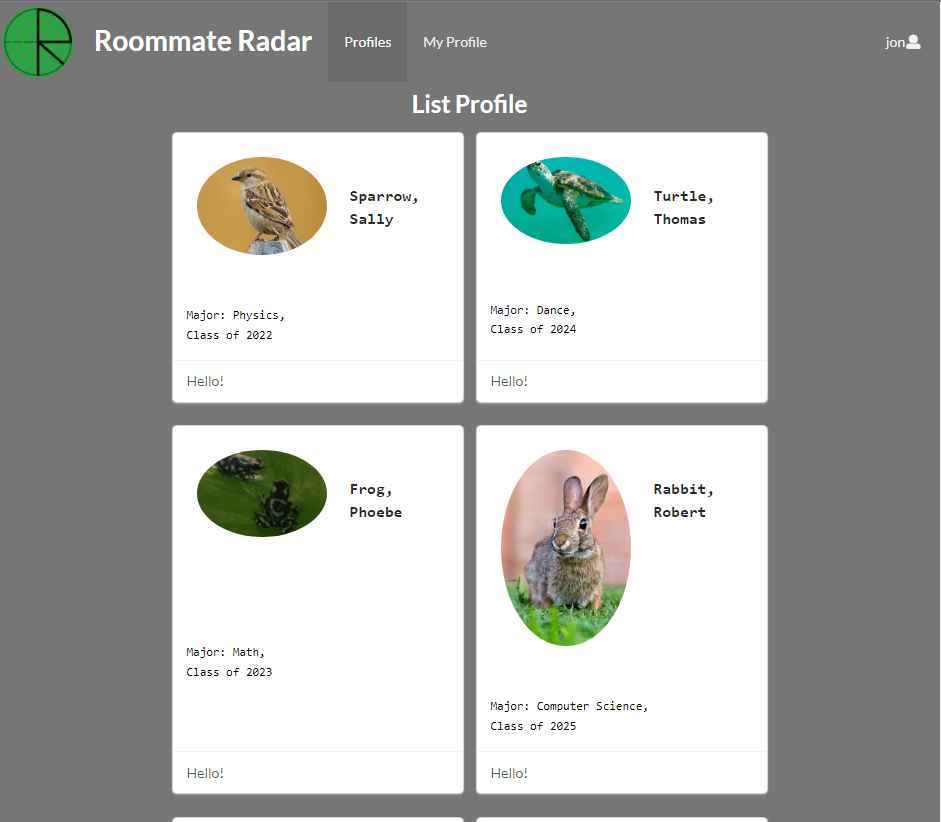 Roommate Radar
Profiles
My Profile
jon
List Profile
Sparrow,
Sally
Major: Physics,
Class of 2022
Hello!
Turtle,
Thomas
Major: Dance,
Class of 2024
Hello!
Frog,
Phoebe
Major: Math,
Class of 2023
Hello!
Rabbit,
Robert
Major: Computer Science,
Class of 2025
Hello!